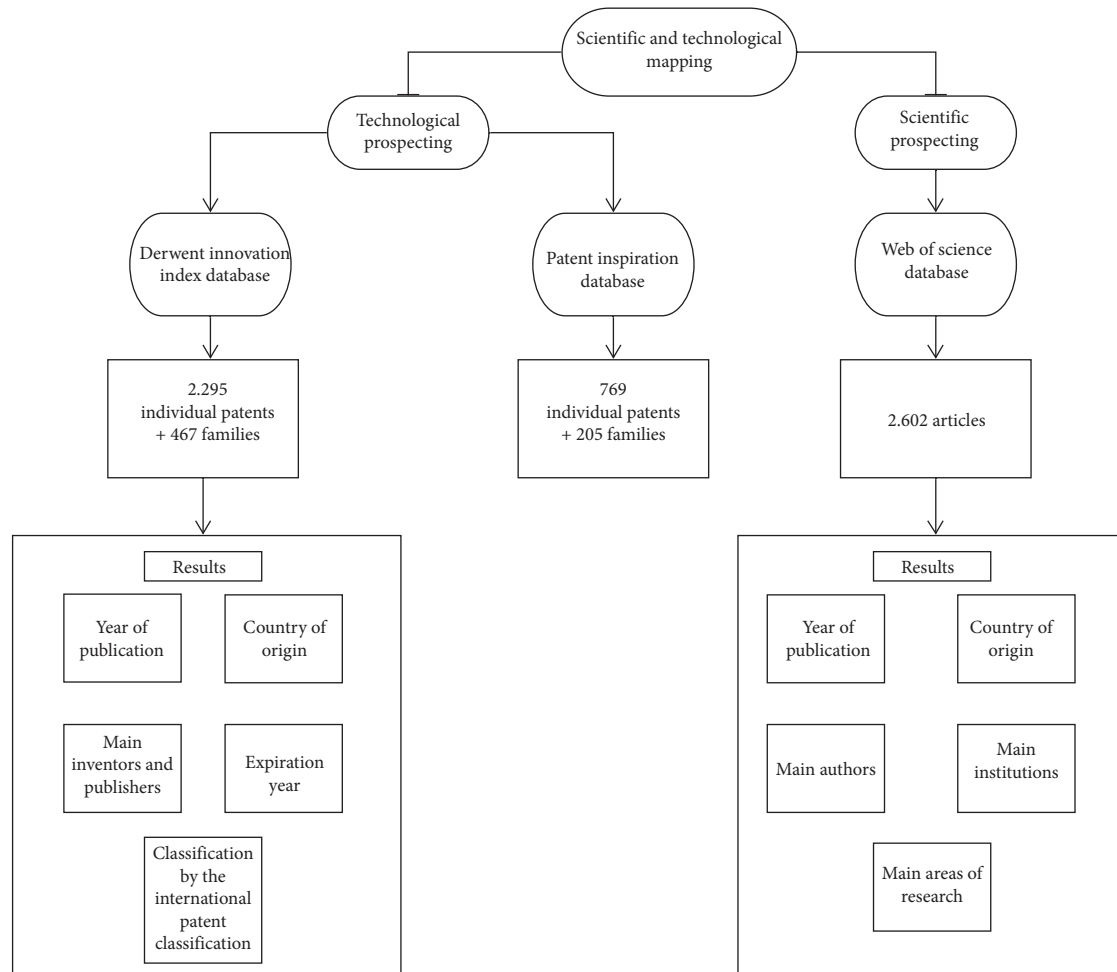 Scientific and technological
mapping
Technological
prospecting
Scientific
prospecting
Derwent innovation
index database
Patent inspiration
database
Web of science
database
2.295
individual patents
+ 467 families
769
individual patents
+ 205 families
2.602 articles
Results
Year of
publication
Country of
origin
Main
inventors and
publishers
Expiration
year
Classification
by the
international
patent
classification
Results
Year of
publication
Country of
origin
Main authors
Main
institutions
Main areas of
research